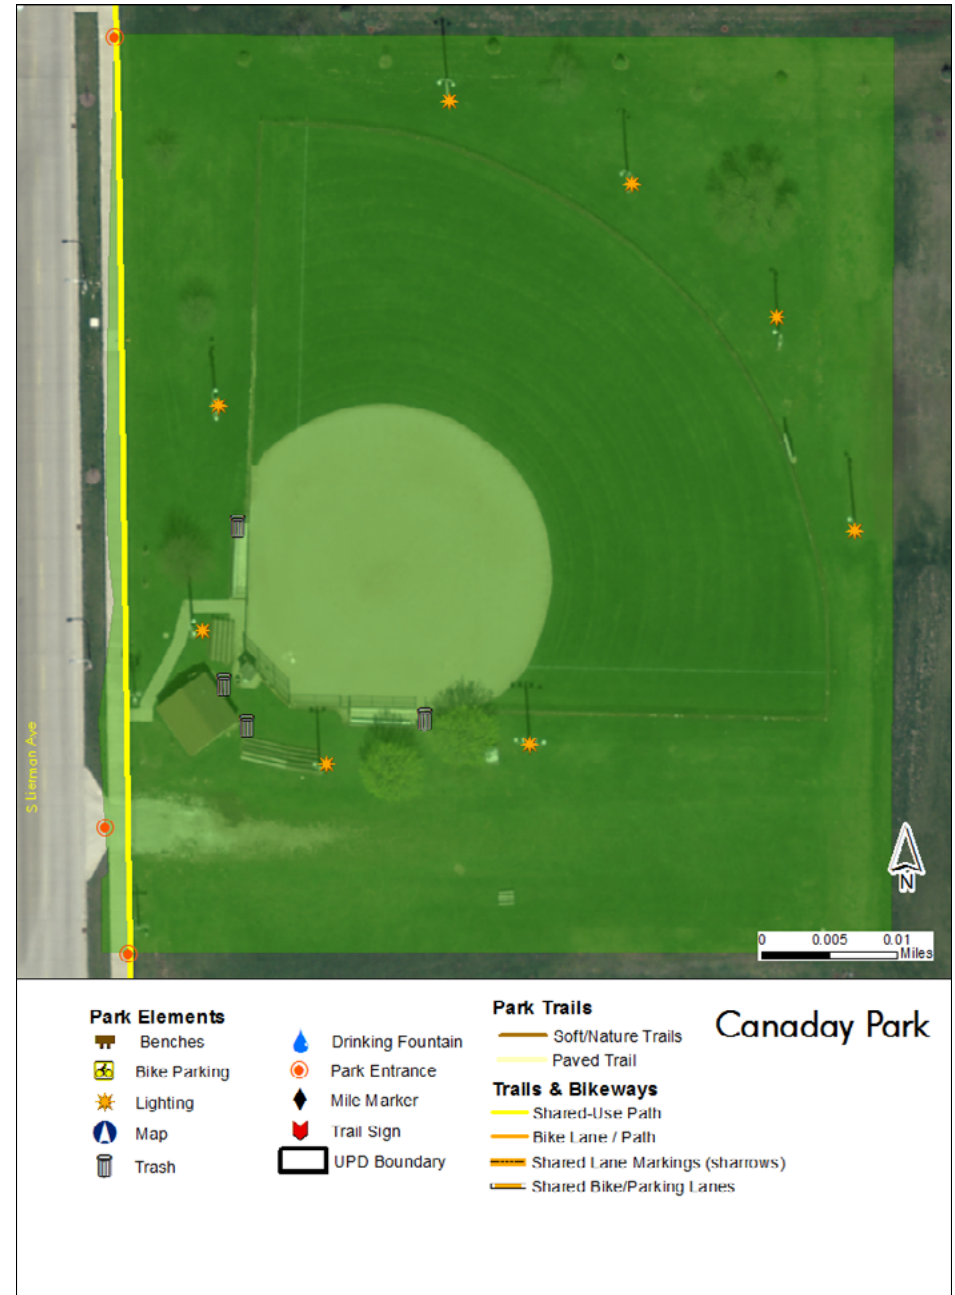 S Lierman Ave
N
0 0.005 0.01
Miles
Canaday Park
Park Elements
Benches
Bike Parking
Lighting
Map
Trash
Drinking Fountain
Park Entrance
Mile Marker
Trail Sign
UPD Boundary
Park Trails
Soft/Nature Trails
Paved Trail
Trails & Bikeways
Shared-Use Path
Bike Lane / Path
Shared Lane Markings (sharrows)
Shared Bike/Parking Lanes